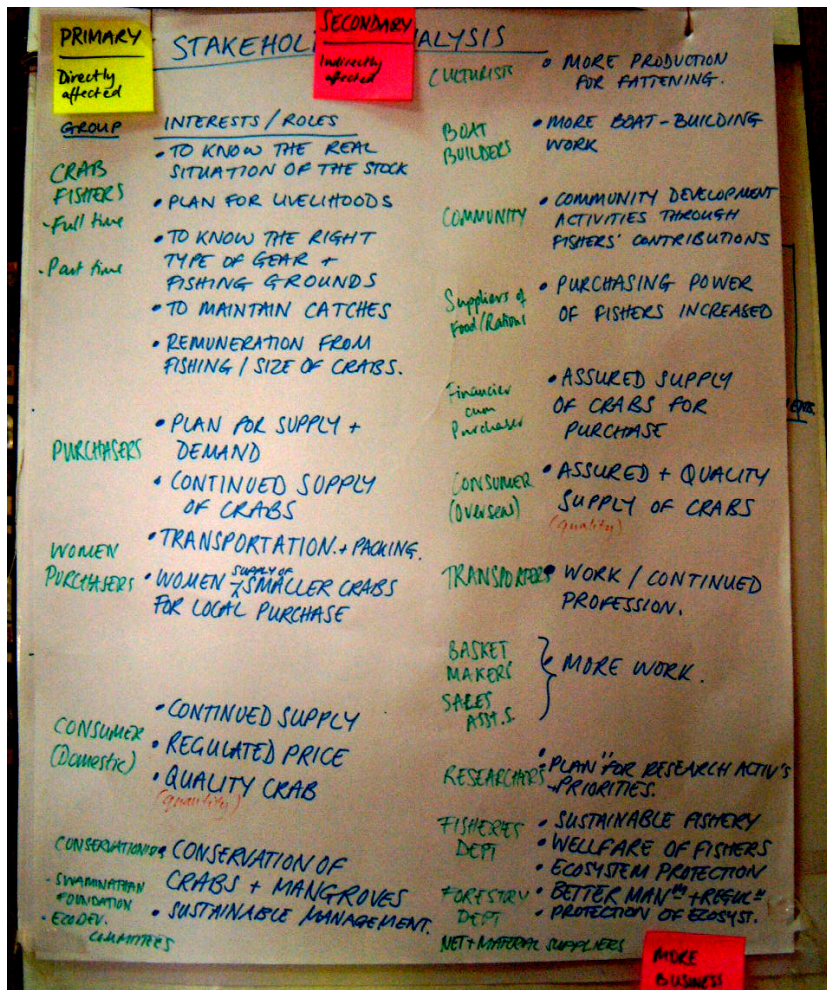 PRIMARY
Directly
affected
SECONDARY
Indirectly
affected
STAKEHOL ALYSIS
GROUP
INTERESTS / ROLES
CRAB
FISHERS
- Full time
- Part time
• TO KNOW THE REAL
SITUATION OF THE STOCK
• PLAN FOR LIVELIHOODS
• TO KNOW THE RIGHT
TYPE OF GEAR +
FISHING GROUNDS
• TO MAINTAIN CATCHES
• REMUNERATION FROM
FISHING / SIZE OF CRABS.
PURCHASERS
• PLAN FOR SUPPLY +
DEMAND
• CONTINUED SUPPLY
OF CRABS
• TRANSPORTATION. + PACKING.
WOMEN
PURCHASERS
SUPPLY OF
• WOMEN → SMALLER CRABS
FOR LOCAL PURCHASE
CONSUMER
(Domestic)
• CONTINUED SUPPLY
• REGULATED PRICE
• QUALITY CRAB
(quantity)
CONSERVATIONISTS
- SWAMINATHAN
FOUNDATION
- ECODEV.
COMMITTEES
• CONSERVATION OF
CRABS + MANGROVES
• SUSTAINABLE MANAGEMENT.
CULTURISTS
• MORE PRODUCTION
FOR FATTENING.
BOAT
BUILDERS
• MORE BOAT-BUILDING
WORK
COMMUNITY
• COMMUNITY DEVELOPMENT
ACTIVITIES THROUGH
FISHERS' CONTRIBUTIONS
Suppliers of
Food/Rations
• PURCHASING POWER
OF FISHERS INCREASED
Financier
cum
Purchaser
• ASSURED SUPPLY
OF CRABS FOR
PURCHASE
CONSUMER
(Overseas)
• ASSURED + QUALITY
SUPPLY OF CRABS
(quality)
TRANSPORTERS
• WORK / CONTINUED
PROFESSION.
BASKET
MAKERS
SALES
ASST.S.
MORE WORK.
RESEARCHERS
• "PLAN" FOR RESEARCH ACTIV'S
- PRIORITIES.
FISHERIES
DEPT
• SUSTAINABLE FISHERY
• WELLFARE OF FISHERS
• ECOSYSTEM PROTECTION
FORESTRY
DEPT
• BETTER MAN + REGUL
• PROTECTION OF ECOSYST.
NET + MATERIAL SUPPLIERS
MORE
BUSINESS